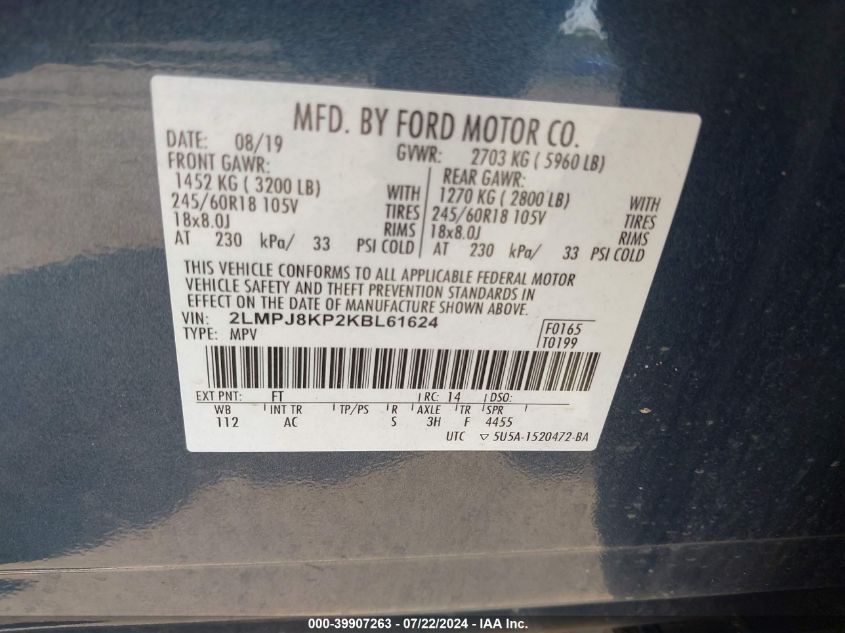 MFD. BY FORD MOTOR CO.
DATE: 08/19 GVWR: 2703 KG ( 5960 LB)
FRONT GAWR: REAR GAWR:
1452 KG ( 3200 LB) WITH 1270 KG ( 2800 LB) WITH
245/60R18 105V TIRES 245/60R18 105V TIRES
18x8.0J RIMS 18x8.0J RIMS
AT 230 kPa/ 33 PSI COLD AT 230 kPa/ 33 PSI COLD
THIS VEHICLE CONFORMS TO ALL APPLICABLE FEDERAL MOTOR
VEHICLE SAFETY AND THEFT PREVENTION STANDARDS IN
EFFECT ON THE DATE OF MANUFACTURE SHOWN ABOVE.
VIN: 2LMPJ8KP2KBL61624 F0165
TYPE: MPV T0199
EXT PNT: FT RC: 14 DSO:
WB INT TR TP/PS R AXLE TR SPR
112 AC S 3H F 4455
UTC ▽ 5U5A-1520472-BA
000-39907263 - 07/22/2024 - IAA Inc.